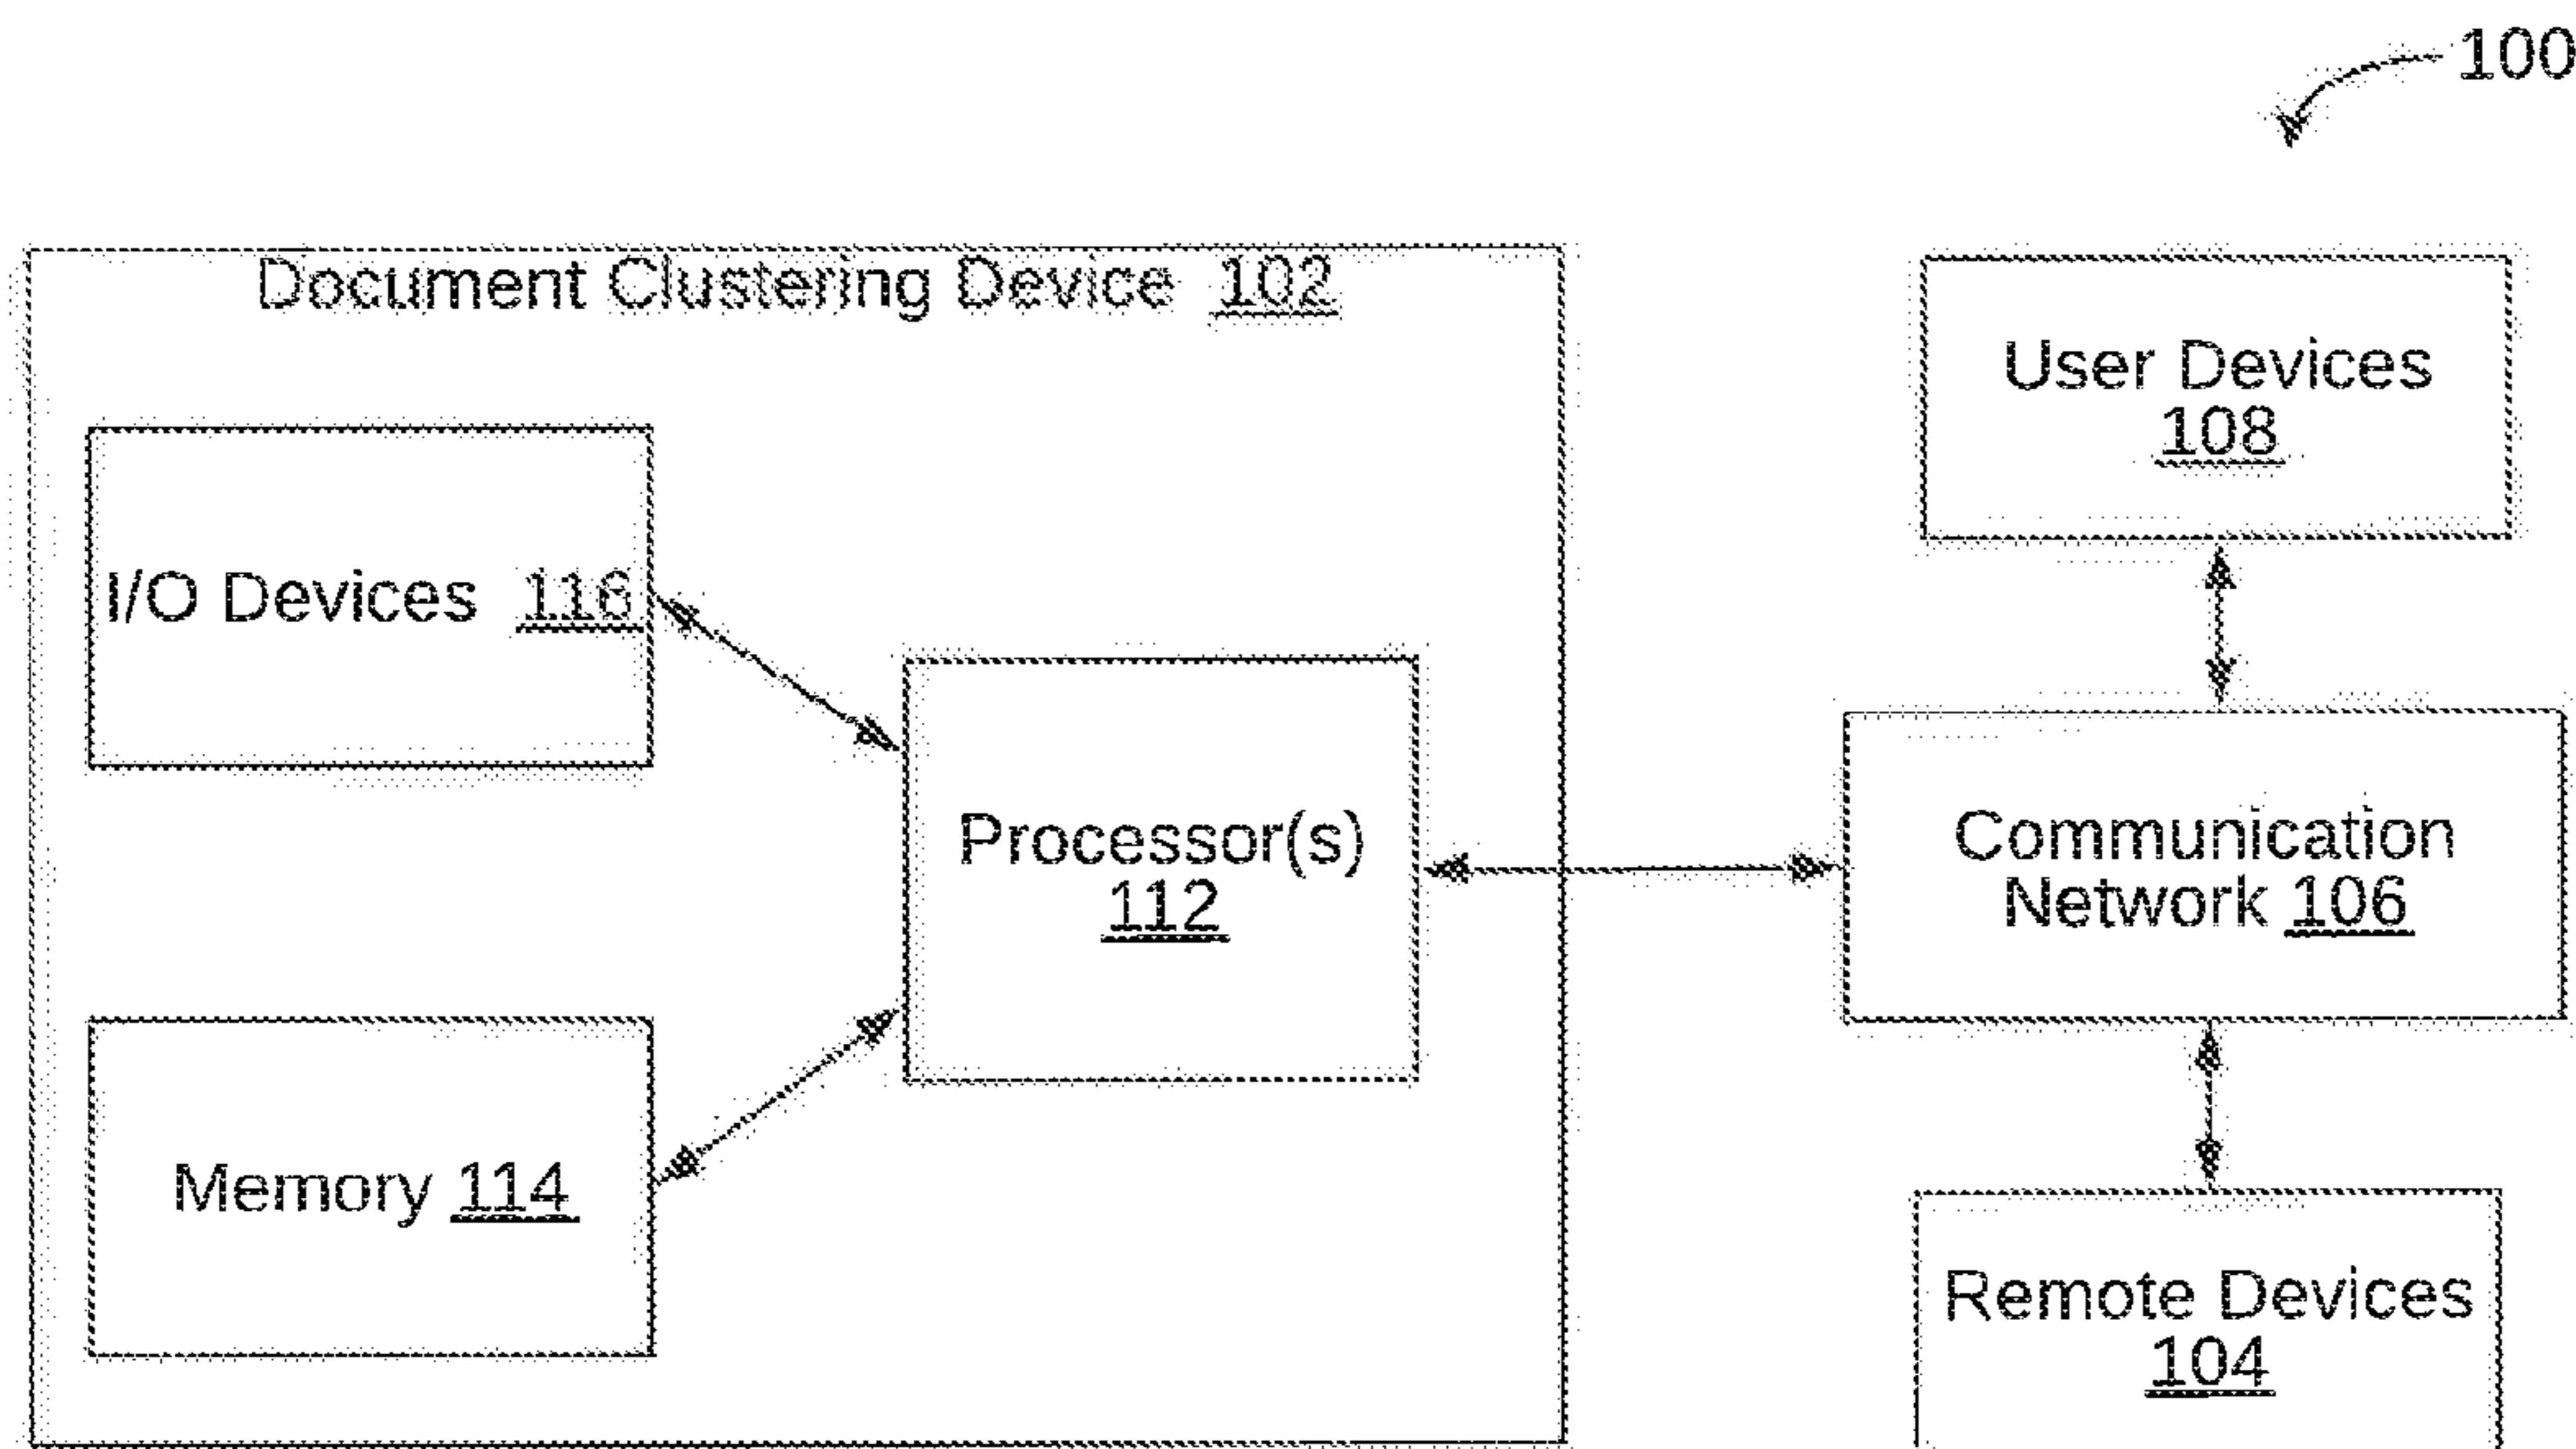 100
Document Clustering Device 102
User Devices
108
I/O Devices 116
Processor(s)
112
Communication
Network 106
Memory 114
Remote Devices
104